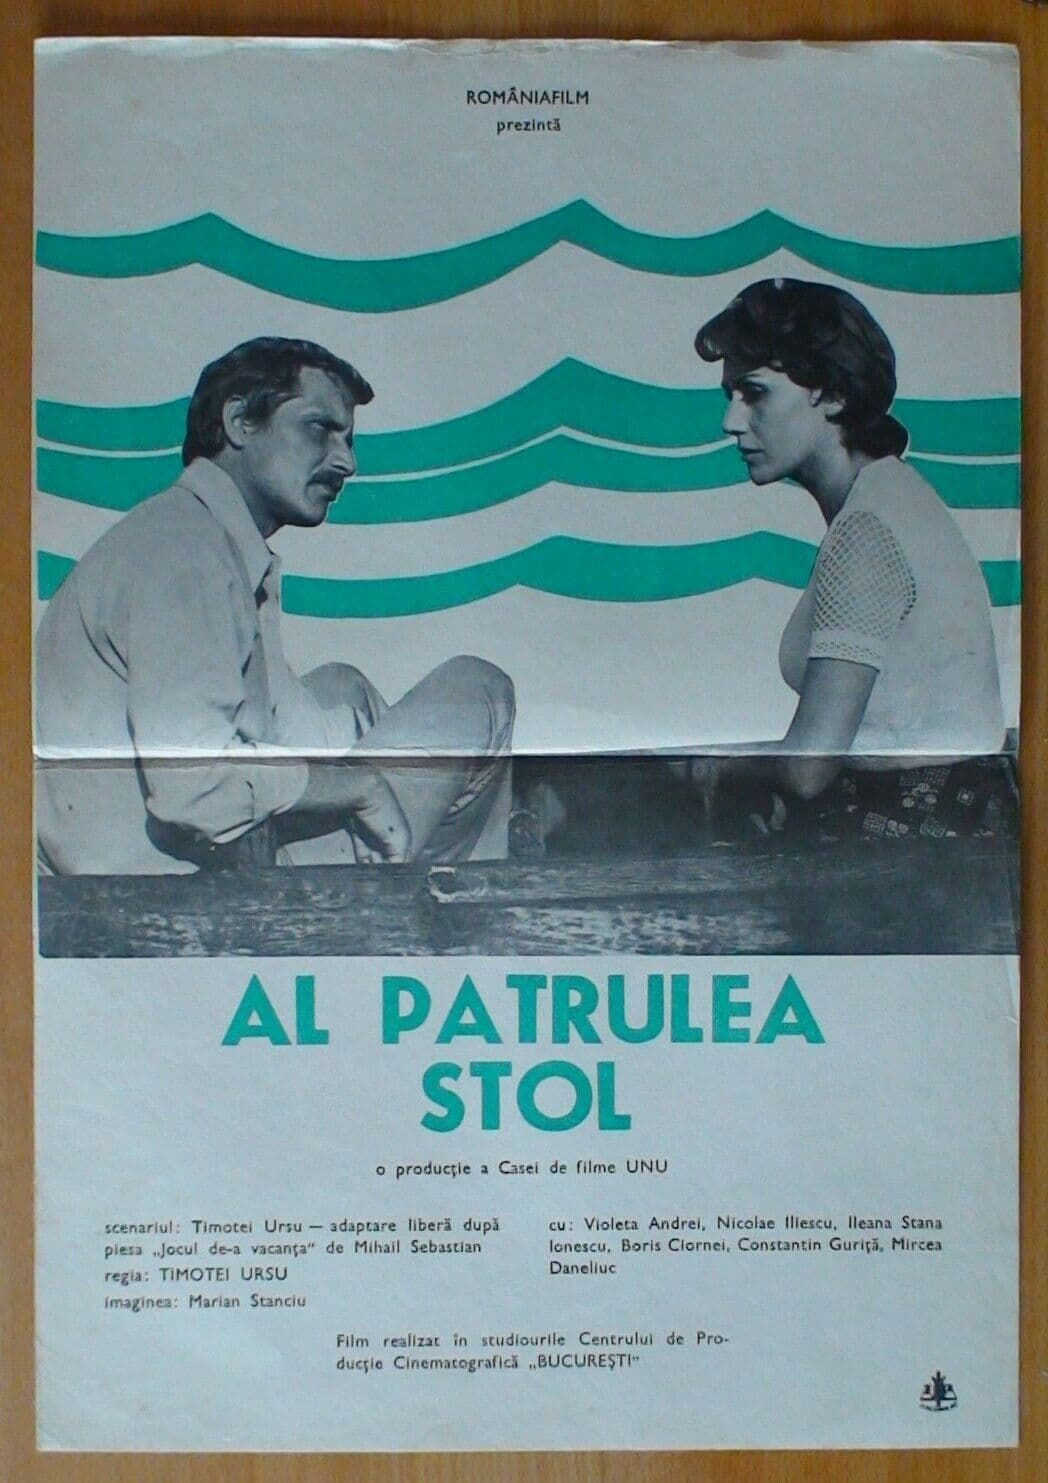 ROMÂNIAFILM
prezintă
AL PATRULEA
STOL
o producţie a Casei de filme UNU
scenariul: Timotei Ursu — adaptare liberă după
piesa „Jocul de-a vacanţa" de Mihail Sebastian
regia: TIMOTEI URSU
imaginea: Marian Stanciu
cu: Violeta Andrei, Nicolae Iliescu, Ileana Stana
Ionescu, Boris Ciornei, Constantin Guriţă, Mircea
Daneliuc
Film realizat în studiourile Centrului de Pro-
ducţie Cinematografică „BUCUREŞTI"